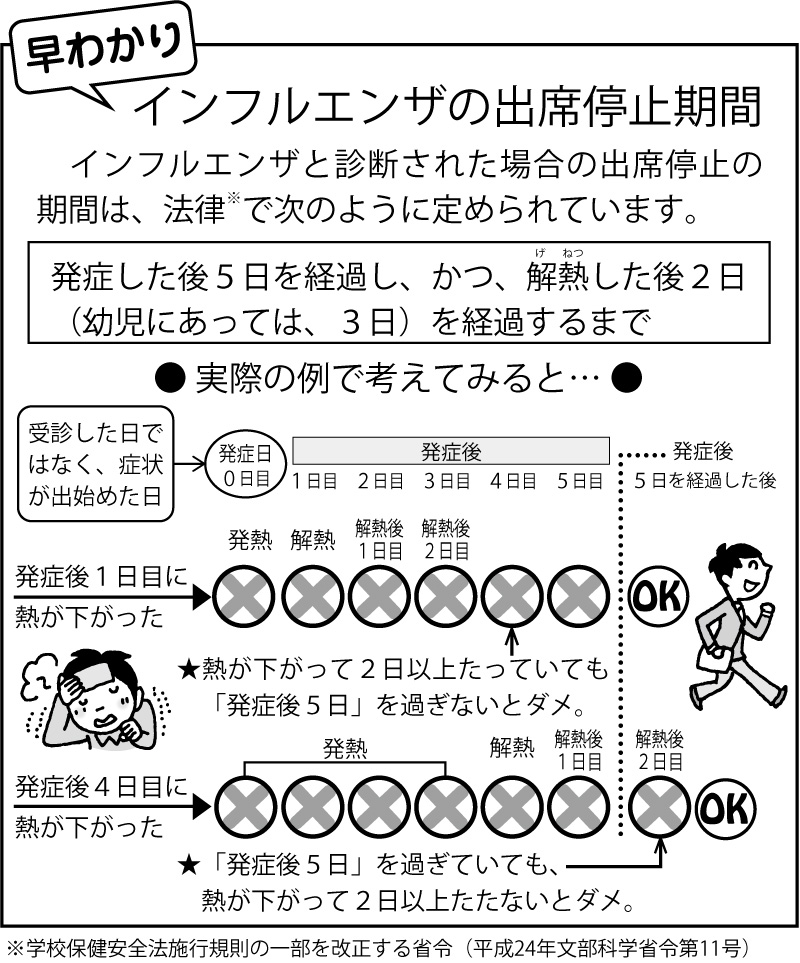 早わかり
インフルエンザの出席停止期間
インフルエンザと診断された場合の出席停止の
期間は、法律※で次のように定められています。
げ ねつ
発症した後５日を経過し、かつ、解熱した後２日
（幼児にあっては、３日）を経過するまで
● 実際の例で考えてみると… ●
受診した日で
はなく、症状
が出始めた日
発症日
０日目
発症後
１日目 ２日目 ３日目 ４日目 ５日目
発症後
５日を経過した後
発熱 解熱 解熱後１日目 解熱後２日目
発症後１日目に
熱が下がった
OK
★熱が下がって２日以上たっていても
「発症後５日」を過ぎないとダメ。
発熱 解熱 解熱後１日目 解熱後２日目
発症後４日目に
熱が下がった
OK
★「発症後５日」を過ぎていても、
熱が下がって２日以上たたないとダメ。
※学校保健安全法施行規則の一部を改正する省令（平成24年文部科学省令第11号）